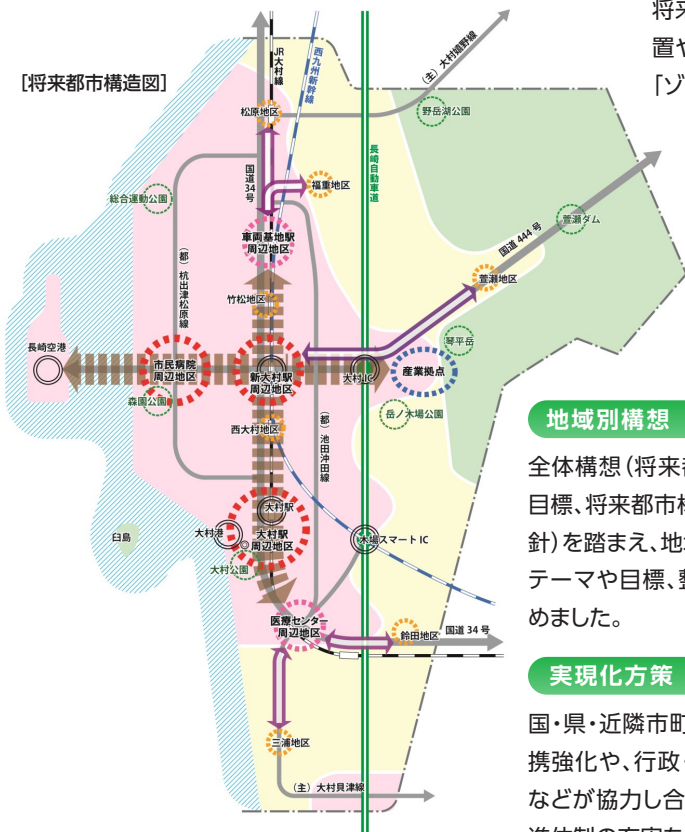 将来
置や
「ゾ
[将来都市構造図]
JR大村線
西九州新幹線
(主)大村嬉野線
松原地区
野岳湖公園
国道34号
長崎自動車道
福重地区
総合運動公園
萱瀬ダム
車両基地駅
周辺地区
国道444号
(都)杭出津松原線
竹松地区
萱瀬地区
琴平岳
長崎空港
市民病院
周辺地区
新大村駅
周辺地区
大村IC
産業拠点
森園公園
岳ノ木場公園
西大村地区
(都)池田沖田線
大村駅
大村港
大村駅
周辺地区
木場スマートIC
臼島
大村公園
医療センター
周辺地区
鈴田地区
国道34号
三浦地区
(主)大村貝津線
地域別構想
全体構想(将来都
目標、将来都市構
針)を踏まえ、地域
テーマや目標、整
めました。
実現化方策
国・県・近隣市町
携強化や、行政・
などが協力し合